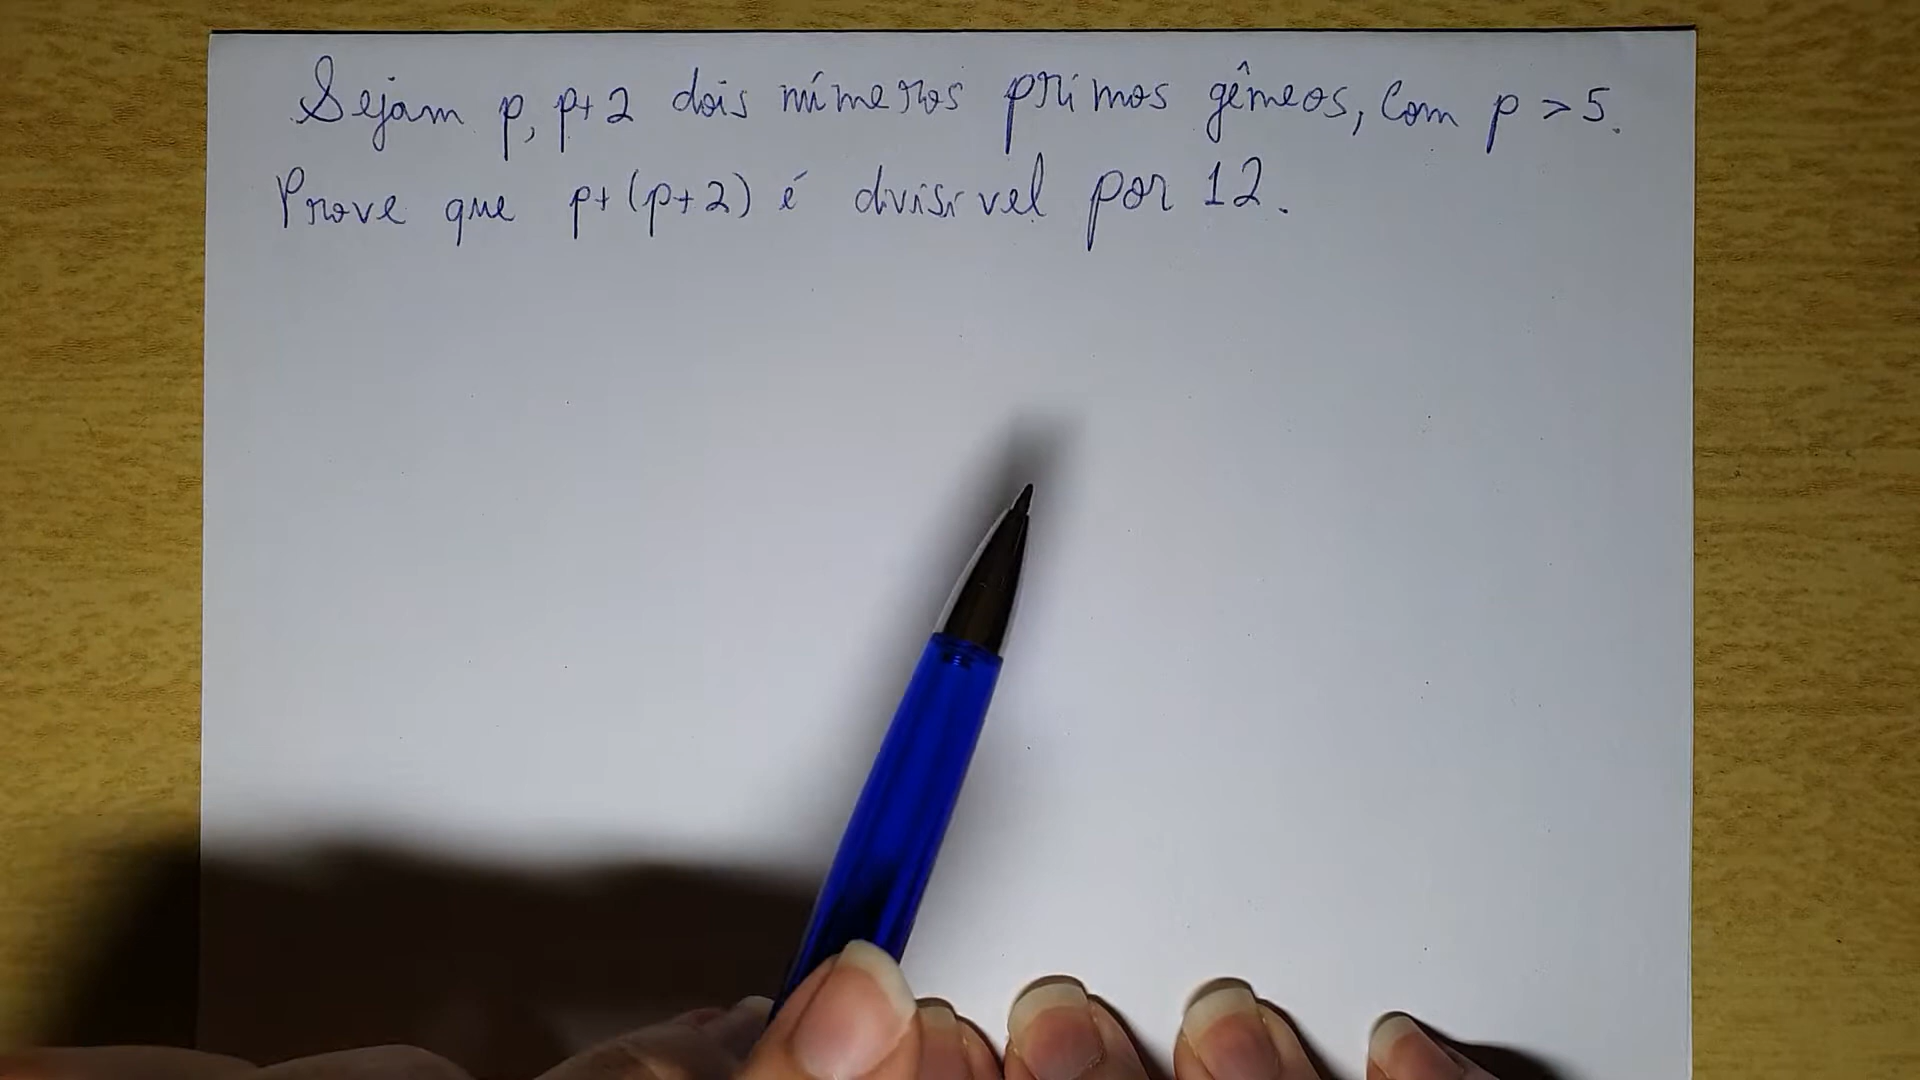 Sejam p, p+2 dois números primos gêmeos, com p > 5.
Prove que p+(p+2) é divisível por 12.